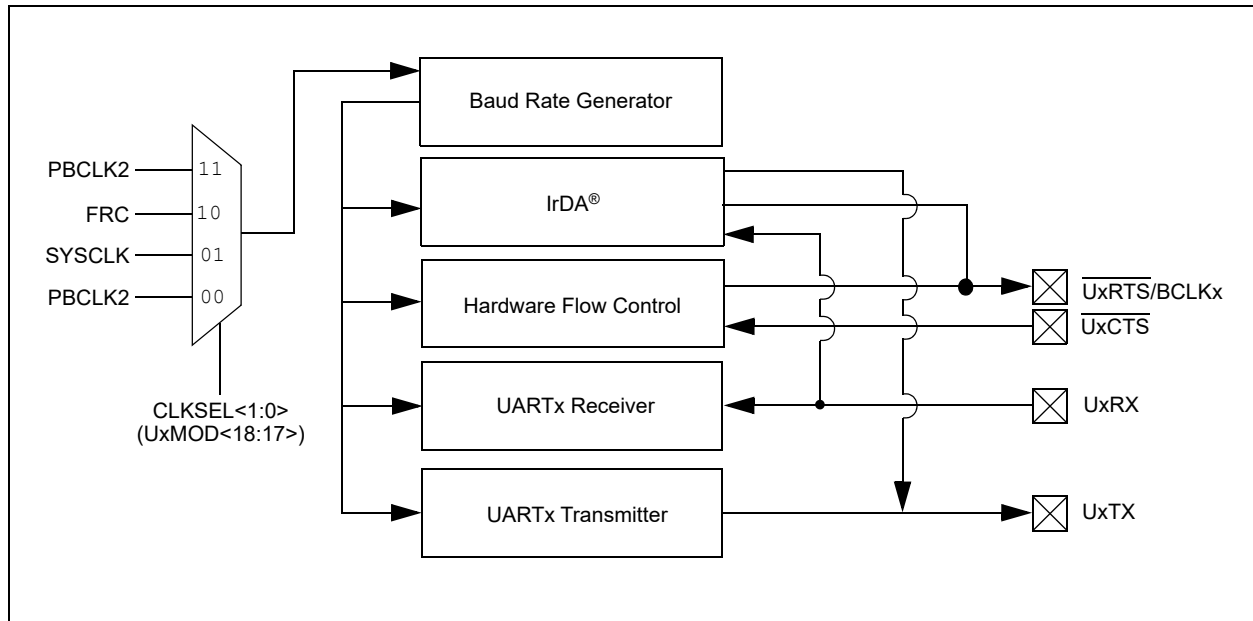 Baud Rate Generator
PBCLK2 11
IrDA®
FRC 10
SYSCLK 01
PBCLK2 00
Hardware Flow Control
UxRTS/BCLKx
UxCTS
CLKSEL<1:0>
(UxMOD<18:17>)
UARTx Receiver
UxRX
UARTx Transmitter
UxTX